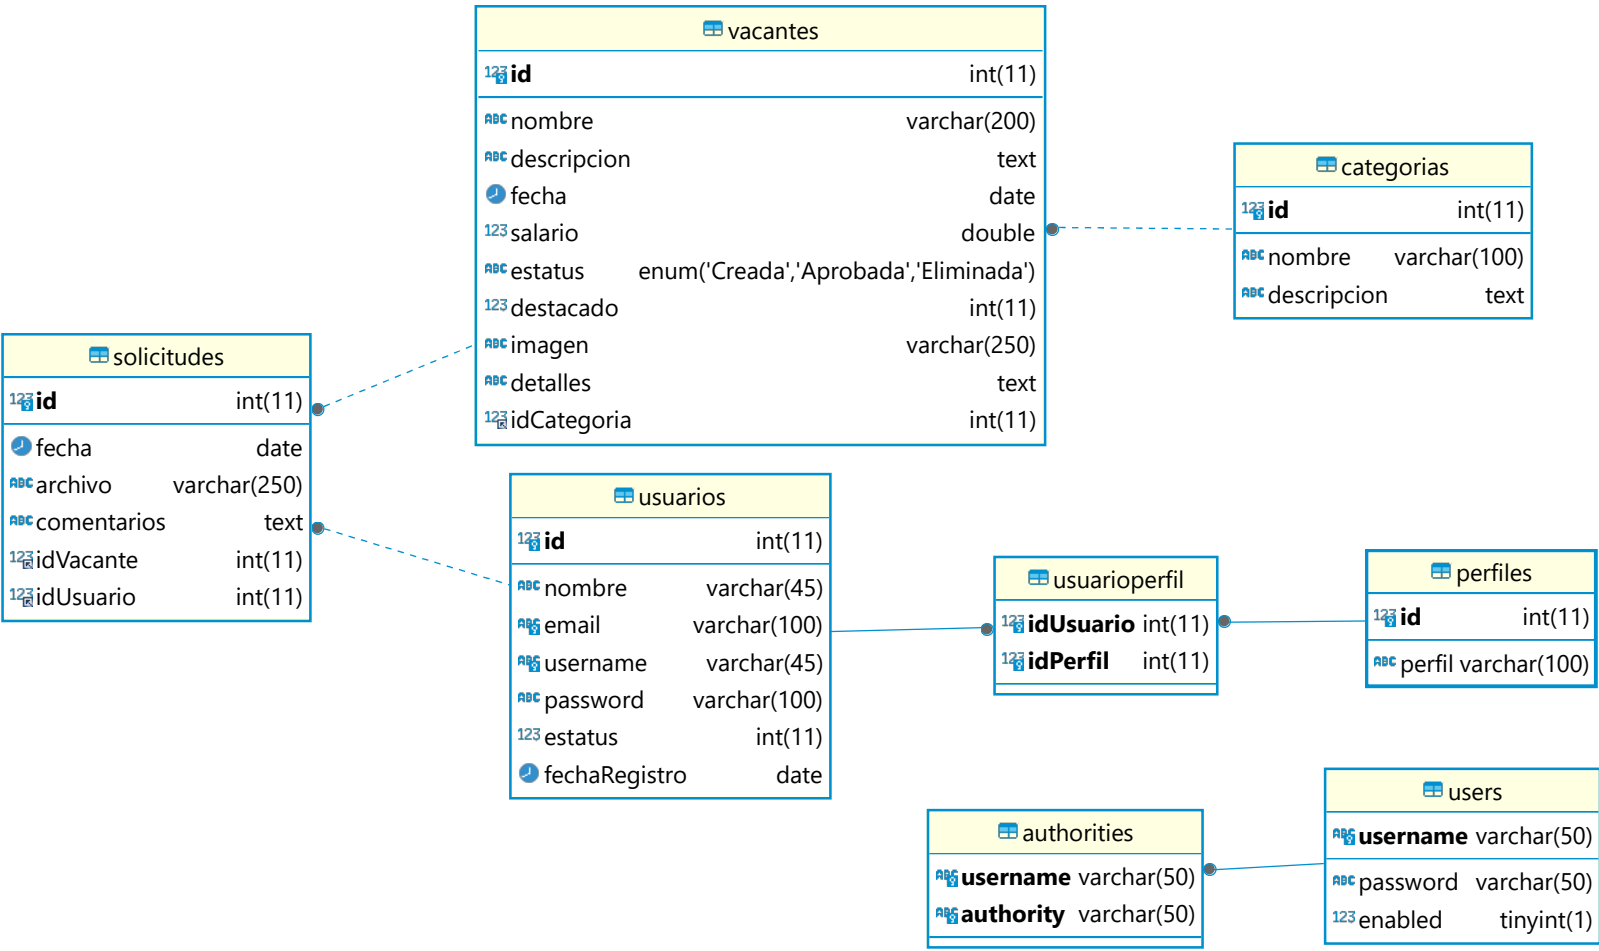 vacantes
id int(11)
nombre varchar(200)
descripcion text
fecha date
salario double
estatus enum('Creada','Aprobada','Eliminada')
destacado int(11)
imagen varchar(250)
detalles text
idCategoria int(11)
categorias
id int(11)
nombre varchar(100)
descripcion text
solicitudes
id int(11)
fecha date
archivo varchar(250)
comentarios text
idVacante int(11)
idUsuario int(11)
usuarios
id int(11)
nombre varchar(45)
email varchar(100)
username varchar(45)
password varchar(100)
estatus int(11)
fechaRegistro date
usuarioperfil
idUsuario int(11)
idPerfil int(11)
perfiles
id int(11)
perfil varchar(100)
authorities
username varchar(50)
authority varchar(50)
users
username varchar(50)
password varchar(50)
enabled tinyint(1)